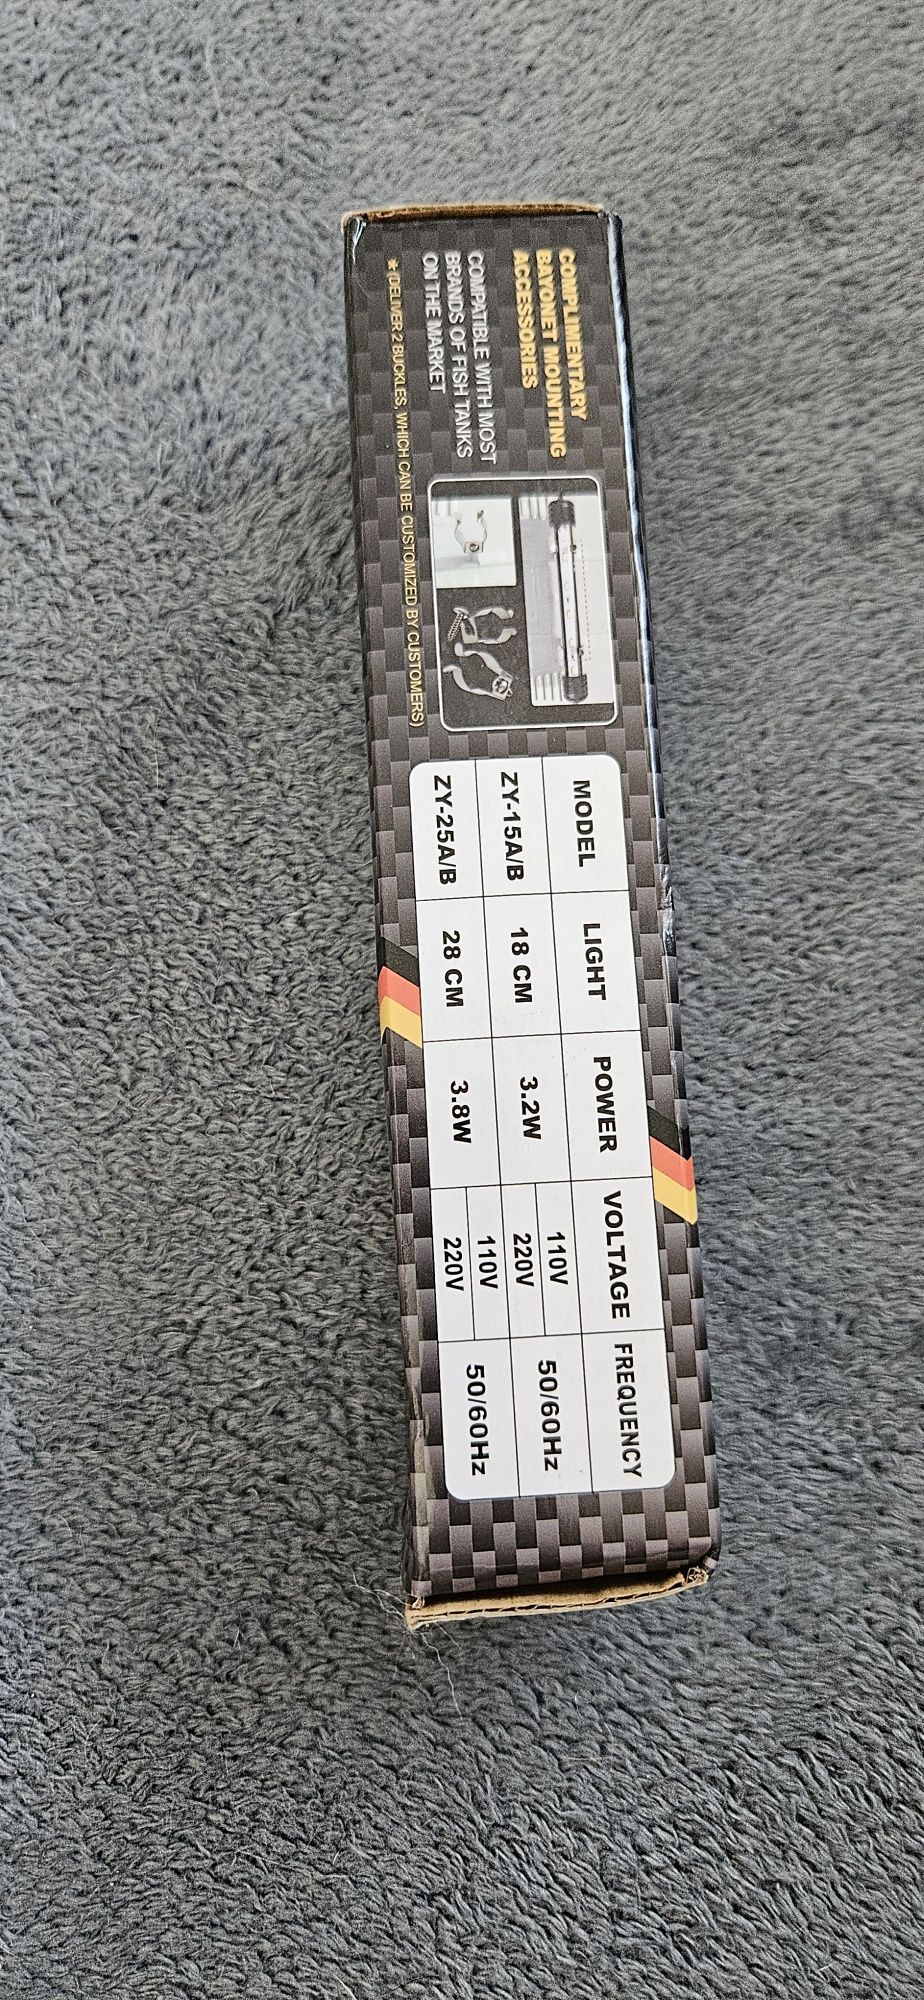 COMPLIMENTARY
BAYONET MOUNTING
ACCESSORIES
COMPATIBLE WITH MOST
BRANDS OF FISH TANKS
ON THE MARKET
★ (DELIVER 2 BUCKLES, WHICH CAN BE CUSTOMIZED BY CUSTOMERS)
MODEL LIGHT POWER VOLTAGE FREQUENCY
ZY-15A/B 18 CM 3.2W 110V 220V 50/60Hz
ZY-25A/B 28 CM 3.8W 110V 220V 50/60Hz